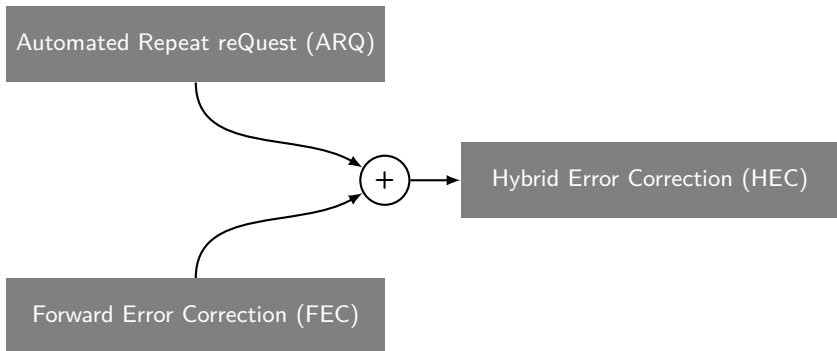 Automated Repeat reQuest (ARQ)
+
Hybrid Error Correction (HEC)
Forward Error Correction (FEC)